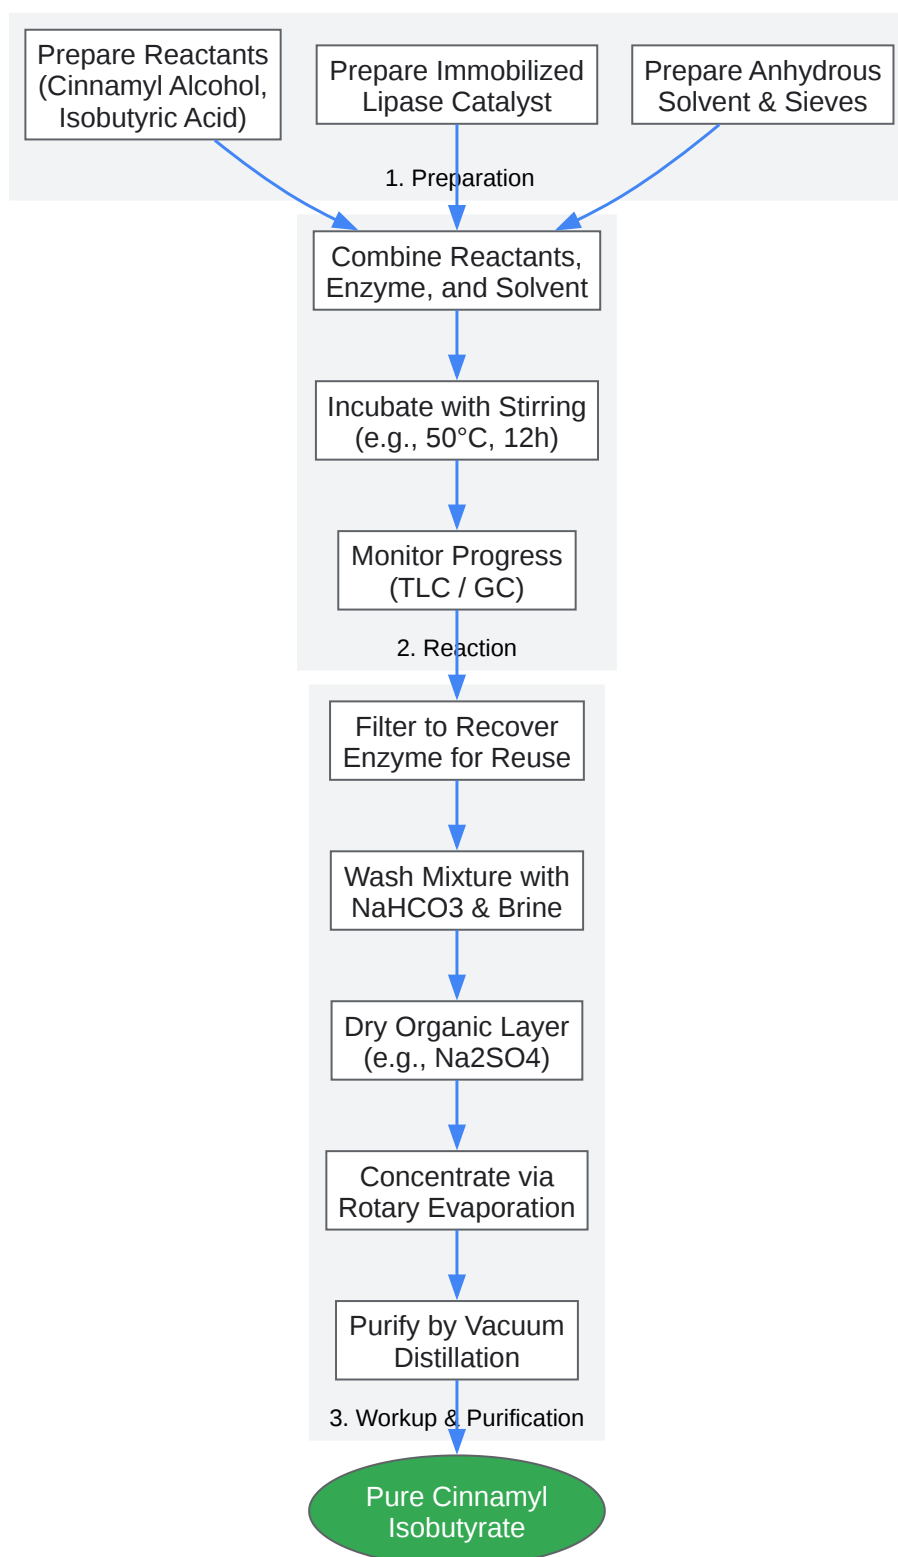 Prepare Reactants
(Cinnamyl Alcohol,
Isobutyric Acid)
Prepare Immobilized
Lipase Catalyst
Prepare Anhydrous
Solvent & Sieves
1. Preparation
Combine Reactants,
Enzyme, and Solvent
Incubate with Stirring
(e.g., 50°C, 12h)
Monitor Progress
(TLC / GC)
2. Reaction
Filter to Recover
Enzyme for Reuse
Wash Mixture with
NaHCO3 & Brine
Dry Organic Layer
(e.g., Na2SO4)
Concentrate via
Rotary Evaporation
Purify by Vacuum
Distillation
3. Workup & Purification
Pure Cinnamyl
Isobutyrate